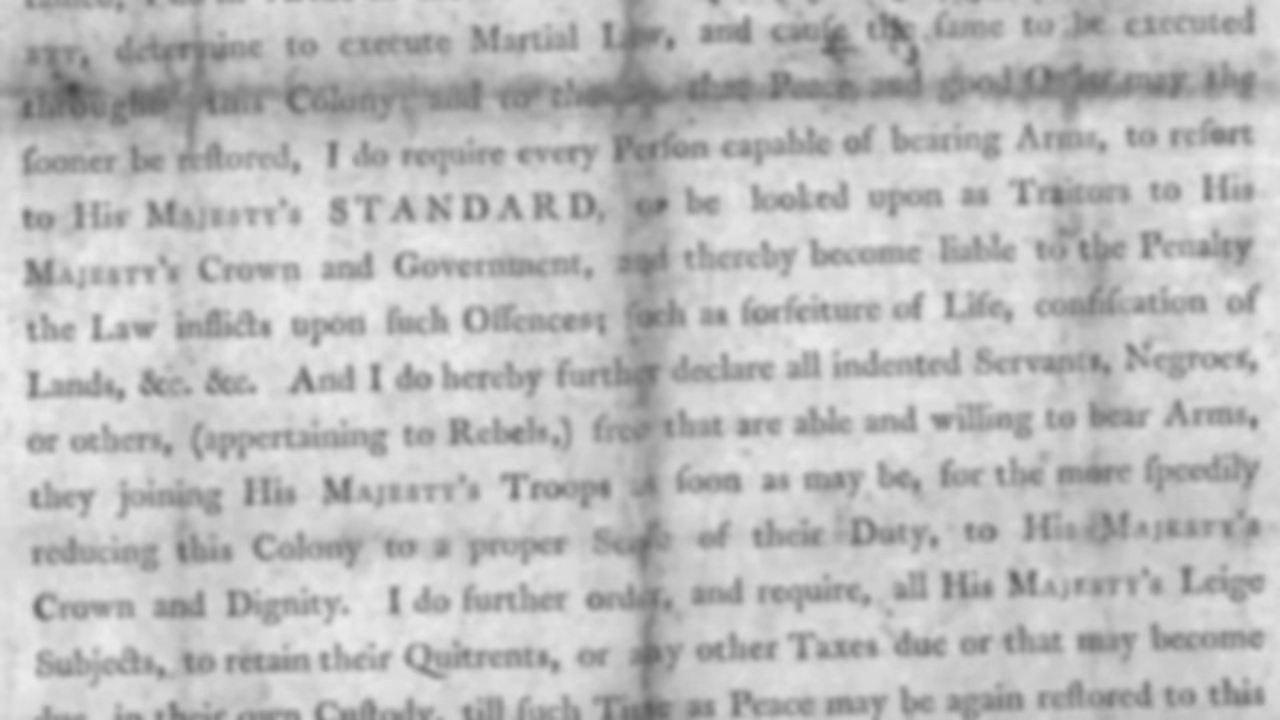 ary, determine to execute Martial Law, and cauſe the ſame to be executed
throughout this Colony: and to the that Peace and good Order may the
ſooner be reſtored, I do require every Perſon capable of bearing Arms, to reſort
to His MAJESTY'S STANDARD, or be looked upon as Traitors to His
MAJESTY'S Crown and Government, and thereby become liable to the Penalty
the Law inflicts upon ſuch Offences; ſuch as forfeiture of Life, confiſcation of
Lands, &c. &c. And I do hereby further declare all indented Servants, Negroes,
or others, (appertaining to Rebels,) free that are able and willing to bear Arms,
they joining His MAJESTY'S Troops as ſoon as may be, for the more ſpeedily
reducing this Colony to a proper of their Duty, to His MAJESTY'S
Crown and Dignity. I do further order, and require, all His MAJESTY'S Leige
Subjects, to retain their Quitrents, or any other Taxes due or that may become
due, in their own Cuſtody, till ſuch Time as Peace may be again reſtored to this